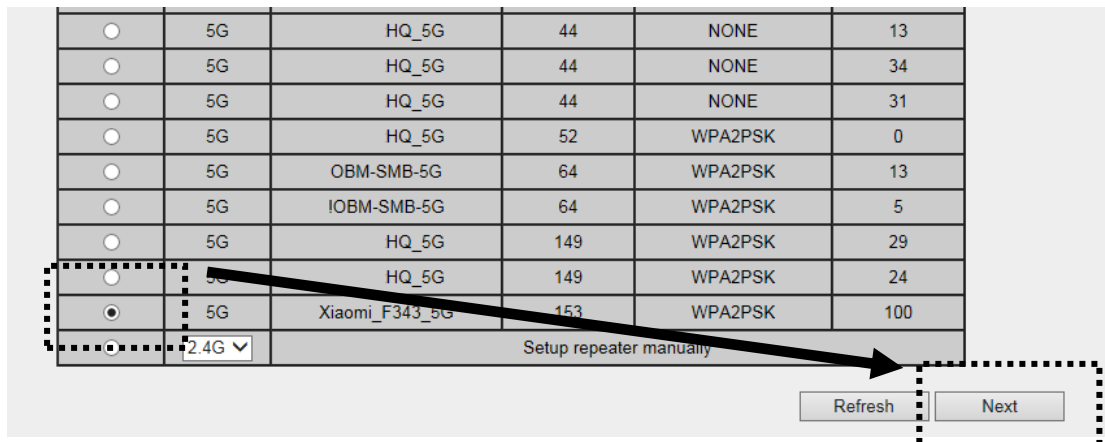 5G HQ_5G 44 NONE 13
5G HQ_5G 44 NONE 34
5G HQ_5G 44 NONE 31
5G HQ_5G 52 WPA2PSK 0
5G OBM-SMB-5G 64 WPA2PSK 13
5G !OBM-SMB-5G 64 WPA2PSK 5
5G HQ_5G 149 WPA2PSK 29
5G HQ_5G 149 WPA2PSK 24
5G Xiaomi_F343_5G 153 WPA2PSK 100
2.4G Setup repeater manually
Refresh Next